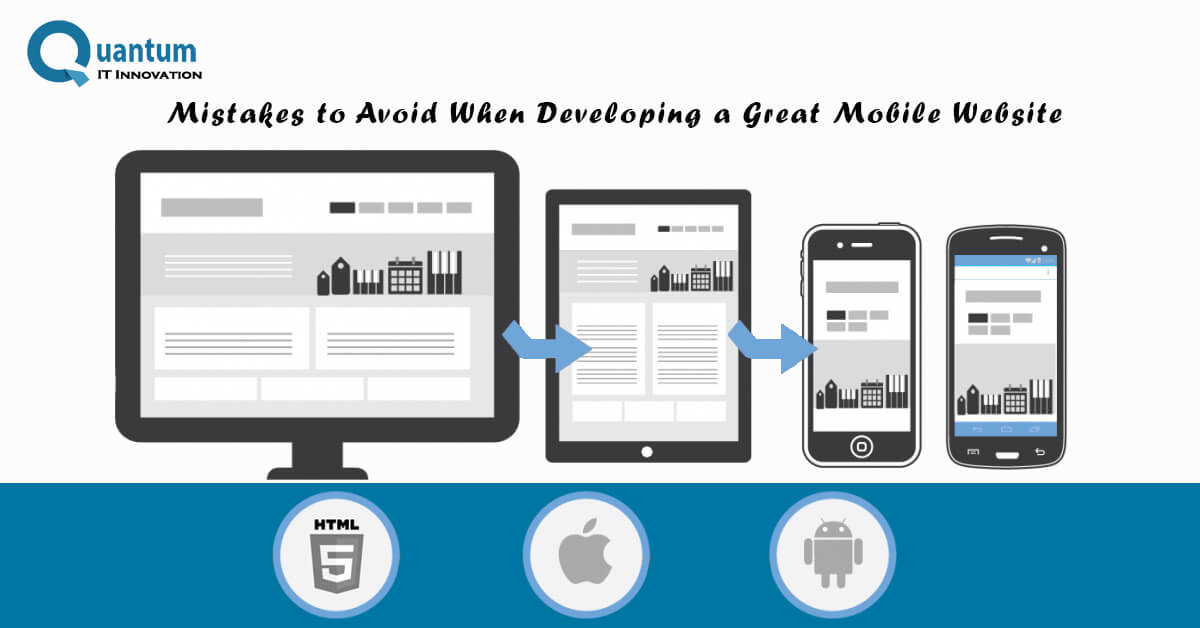 Quantum
IT INNOVATION
Mistakes to Avoid When Developing a Great Mobile Website
HTML
5